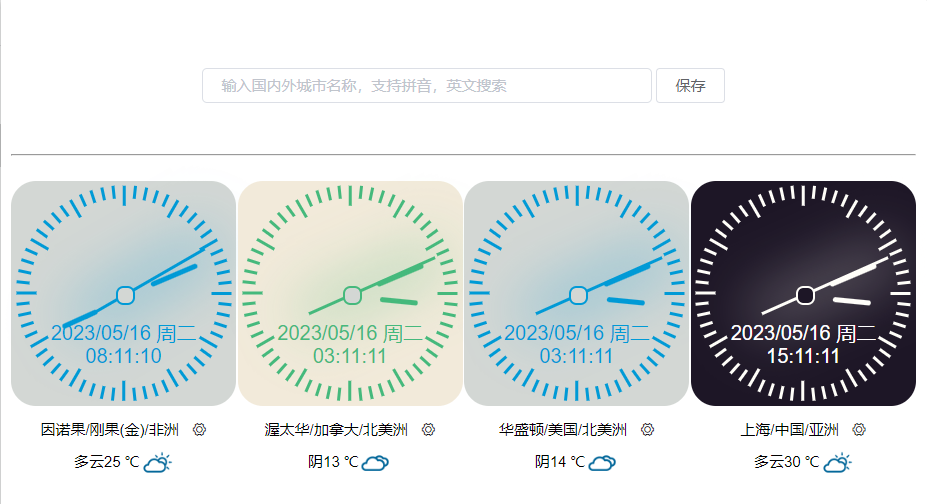 输入国内外城市名称，支持拼音，英文搜索 保存
2023/05/16 周二 2023/05/16 周二 2023/05/16 周二 2023/05/16 周二
08:11:10 03:11:11 03:11:11 15:11:11
因诺果/刚果(金)/非洲 渥太华/加拿大/北美洲 华盛顿/美国/北美洲 上海/中国/亚洲
多云25 ℃ 阴13 ℃ 阴14 ℃ 多云30 ℃